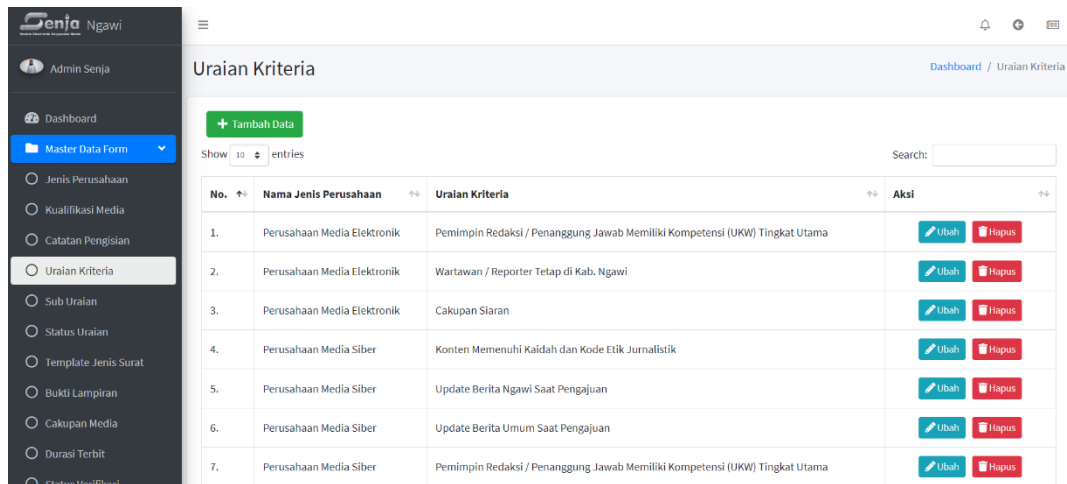 Senja Ngawi
Admin Senja
Dashboard
Master Data Form
Jenis Perusahaan
Kualifikasi Media
Catatan Pengisian
Uraian Kriteria
Sub Uraian
Status Uraian
Template Jenis Surat
Bukti Lampiran
Cakupan Media
Durasi Terbit
Status Verifikasi
Uraian Kriteria
Dashboard / Uraian Kriteria
+ Tambah Data
Show 10 entries
Search:
No. Nama Jenis Perusahaan Uraian Kriteria Aksi
1. Perusahaan Media Elektronik Pemimpin Redaksi / Penanggung Jawab Memiliki Kompetensi (UKW) Tingkat Utama Ubah Hapus
2. Perusahaan Media Elektronik Wartawan / Reporter Tetap di Kab. Ngawi Ubah Hapus
3. Perusahaan Media Elektronik Cakupan Siaran Ubah Hapus
4. Perusahaan Media Siber Konten Memenuhi Kaidah dan Kode Etik Jurnalistik Ubah Hapus
5. Perusahaan Media Siber Update Berita Ngawi Saat Pengajuan Ubah Hapus
6. Perusahaan Media Siber Update Berita Umum Saat Pengajuan Ubah Hapus
7. Perusahaan Media Siber Pemimpin Redaksi / Penanggung Jawab Memiliki Kompetensi (UKW) Tingkat Utama Ubah Hapus